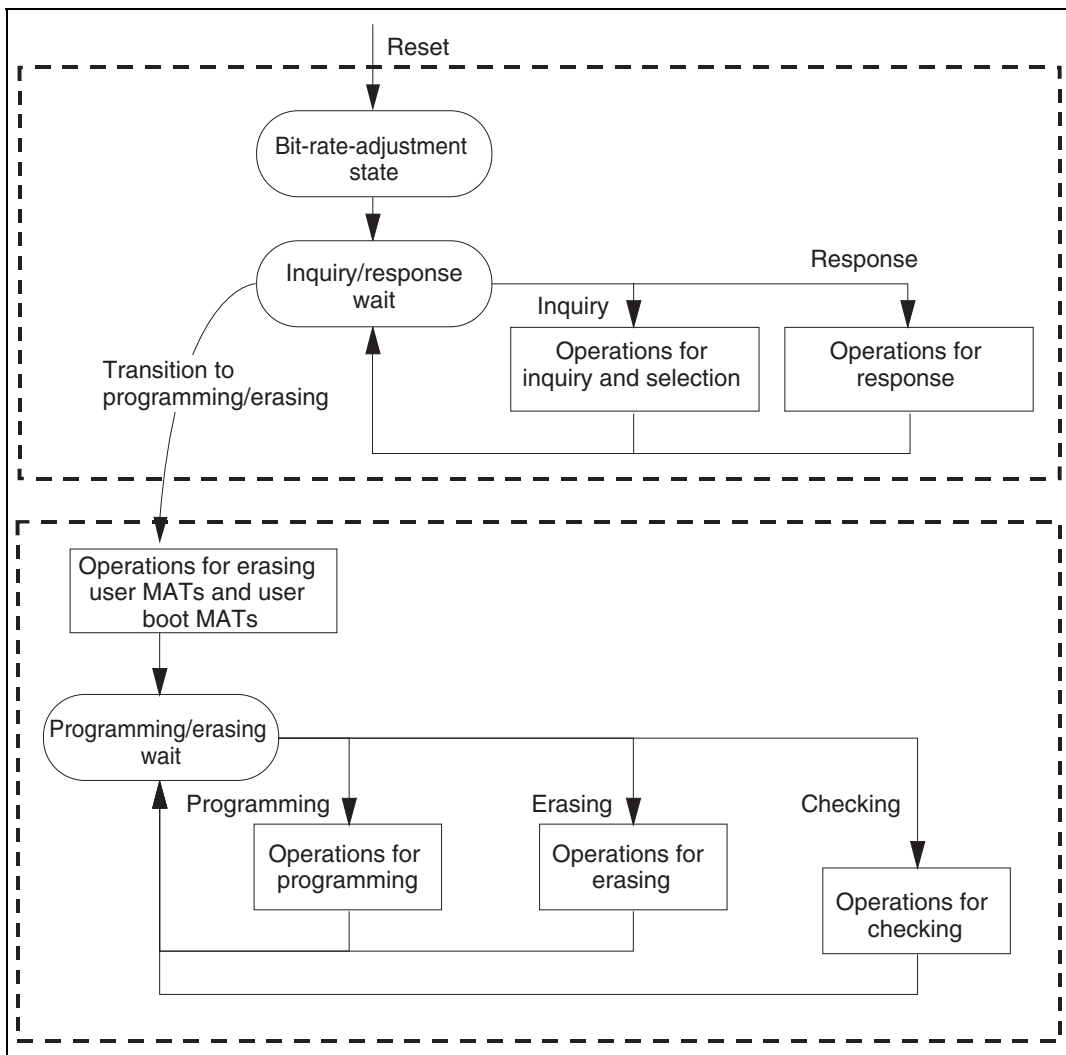 Reset
Bit-rate-adjustment
state
Inquiry/response
wait
Response
Inquiry
Operations for
inquiry and selection
Operations for
response
Transition to
programming/erasing
Operations for erasing
user MATs and user
boot MATs
Programming/erasing
wait
Programming
Erasing
Checking
Operations for
programming
Operations for
erasing
Operations for
checking